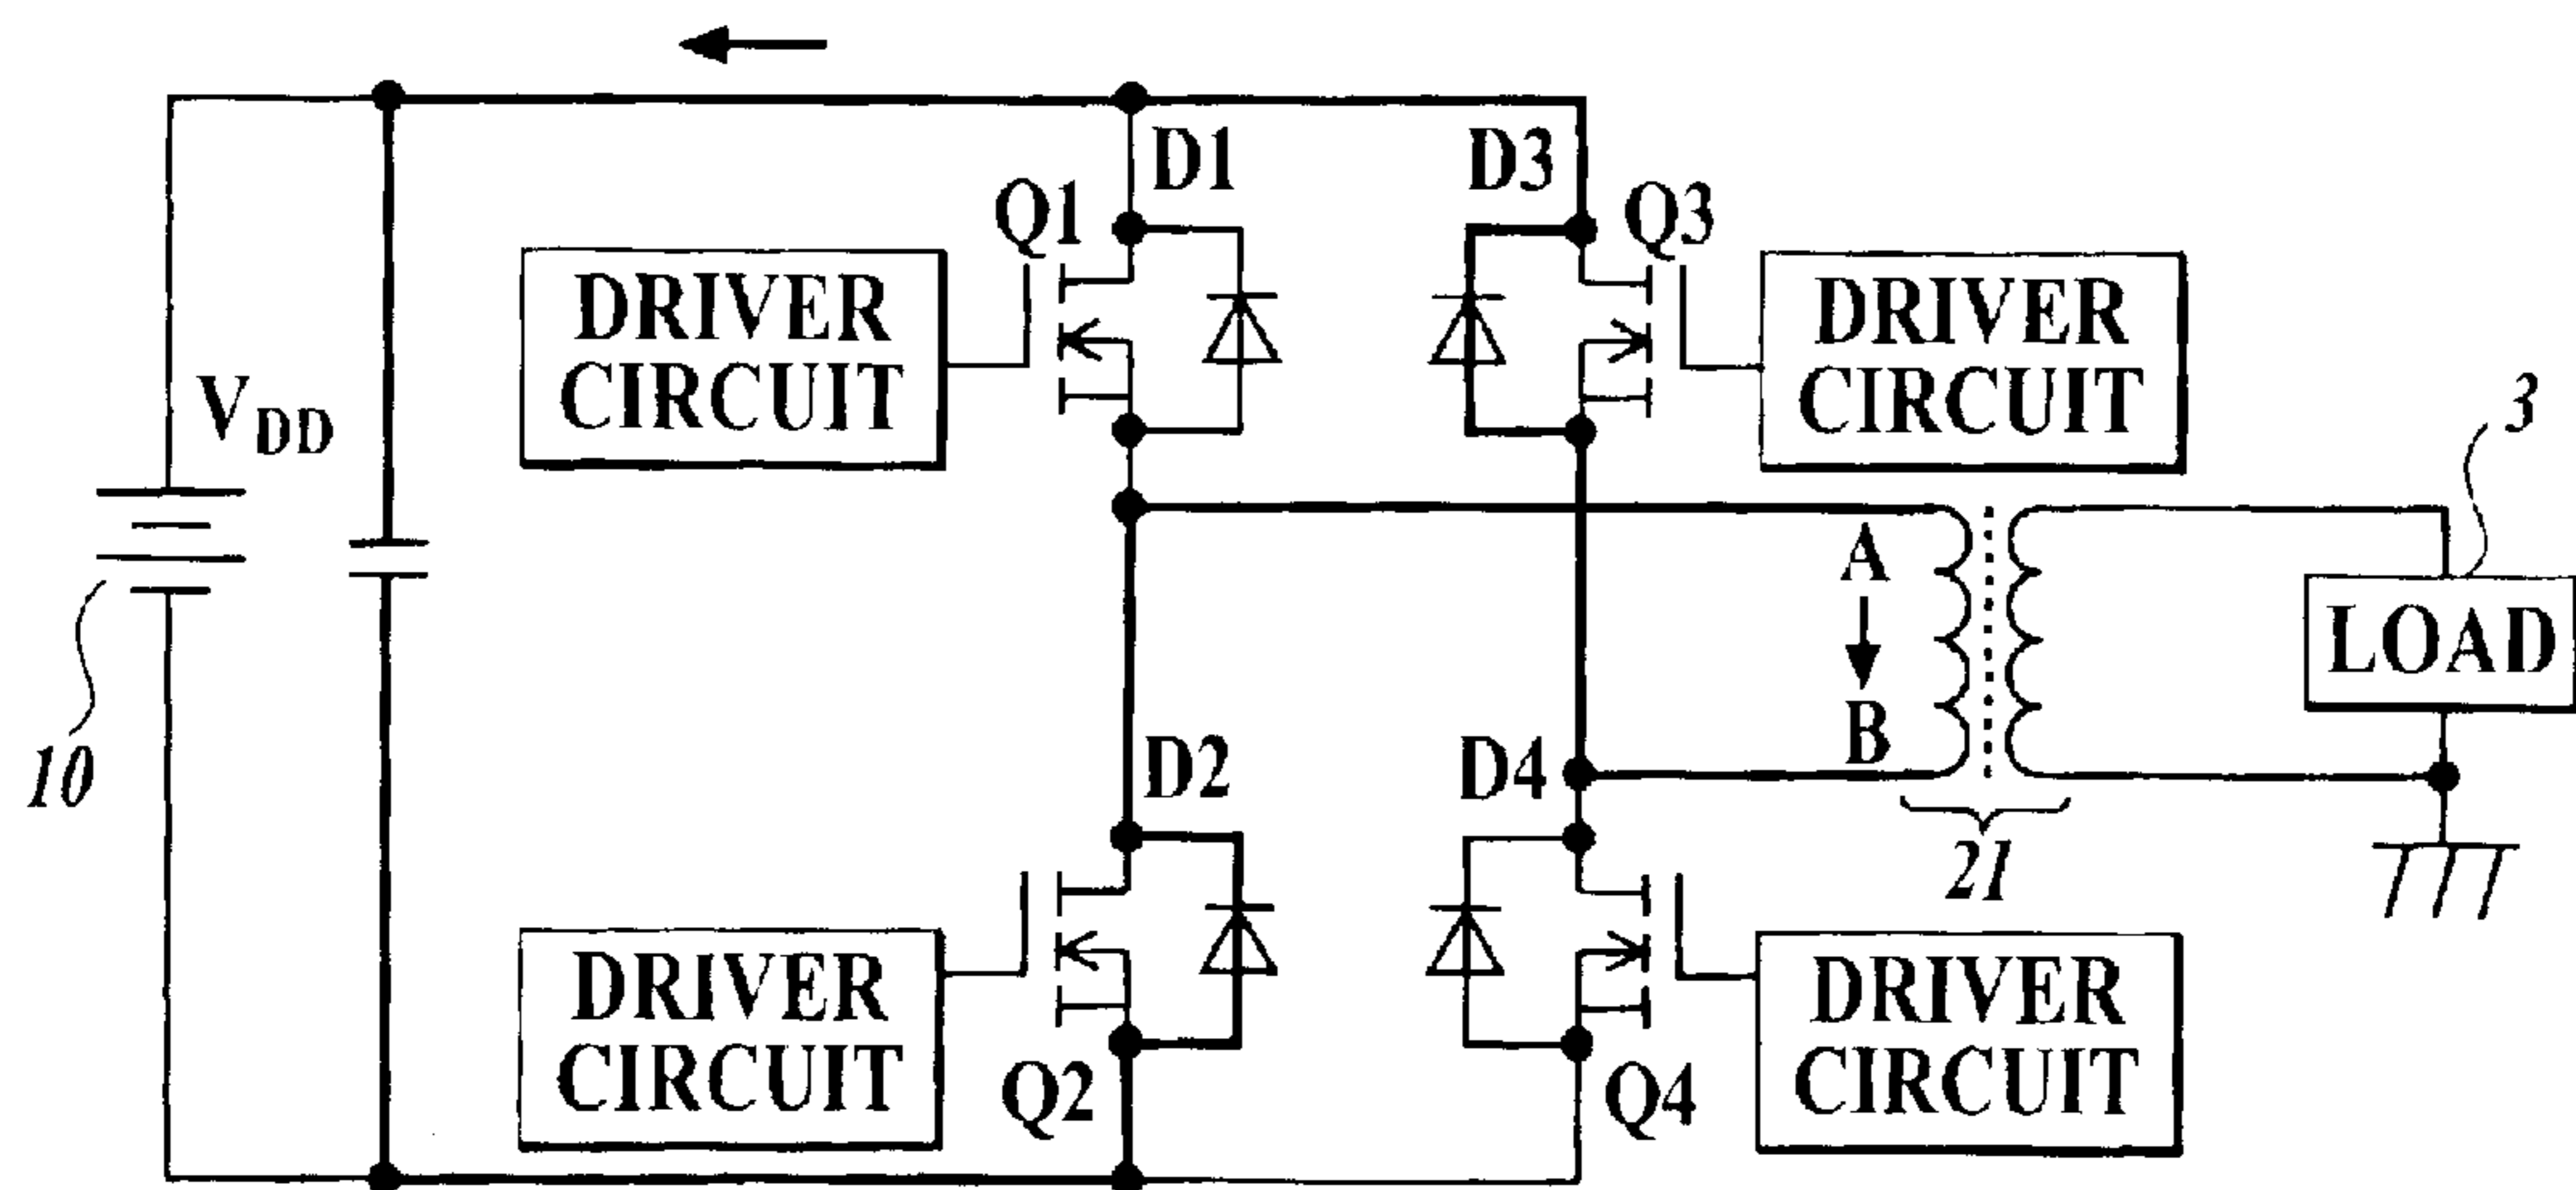 D1
D3
Q1
Q3
DRIVER
CIRCUIT
DRIVER
CIRCUIT
VDD
3
A
B
LOAD
10
D2
D4
21
DRIVER
CIRCUIT
DRIVER
CIRCUIT
Q2
Q4